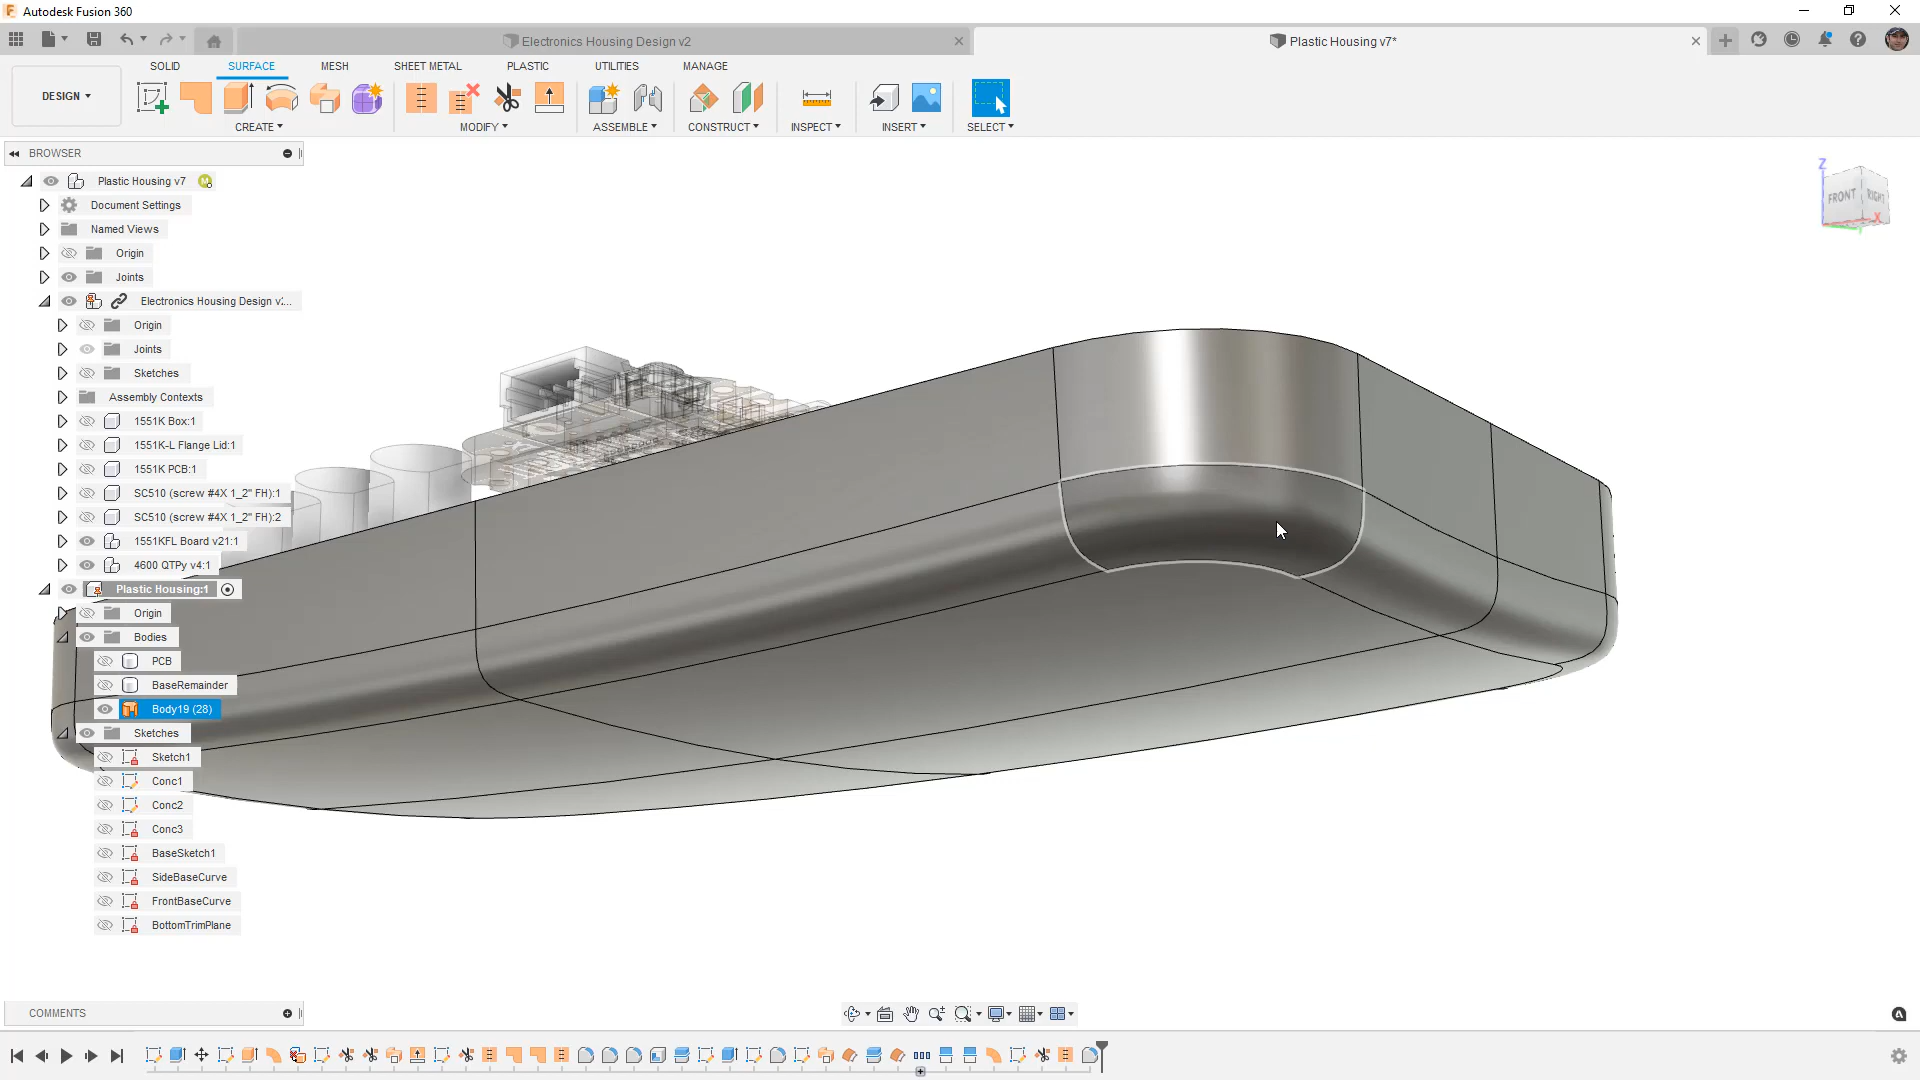 Autodesk Fusion 360
Electronics Housing Design v2
Plastic Housing v7*
SOLID
SURFACE
MESH
SHEET METAL
PLASTIC
UTILITIES
MANAGE
DESIGN
CREATE
MODIFY
ASSEMBLE
CONSTRUCT
INSPECT
INSERT
SELECT
BROWSER
Plastic Housing v7
Document Settings
Named Views
Origin
Joints
Electronics Housing Design v...
Origin
Joints
Sketches
Assembly Contexts
1551K Box:1
1551K-L Flange Lid:1
1551K PCB:1
SC510 (screw #4X 1_2" FH):1
SC510 (screw #4X 1_2" FH):2
1551KFL Board v21:1
4600 QTPy v4:1
Plastic Housing:1
Origin
Bodies
PCB
BaseRemainder
Body19 (28)
Sketches
Sketch1
Conc1
Conc2
Conc3
BaseSketch1
SideBaseCurve
FrontBaseCurve
BottomTrimPlane
Z
FRONT
RIGHT
X
COMMENTS